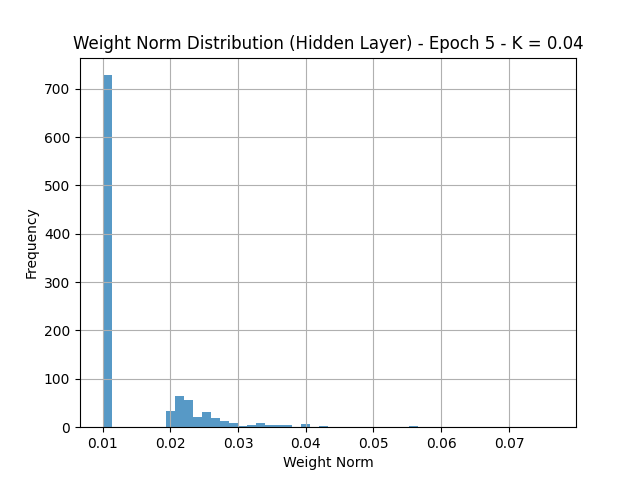 Weight Norm Distribution (Hidden Layer) - Epoch 5 - K = 0.04
700
600
500
400
300
200
100
0
Frequency
0.01 0.02 0.03 0.04 0.05 0.06 0.07
Weight Norm